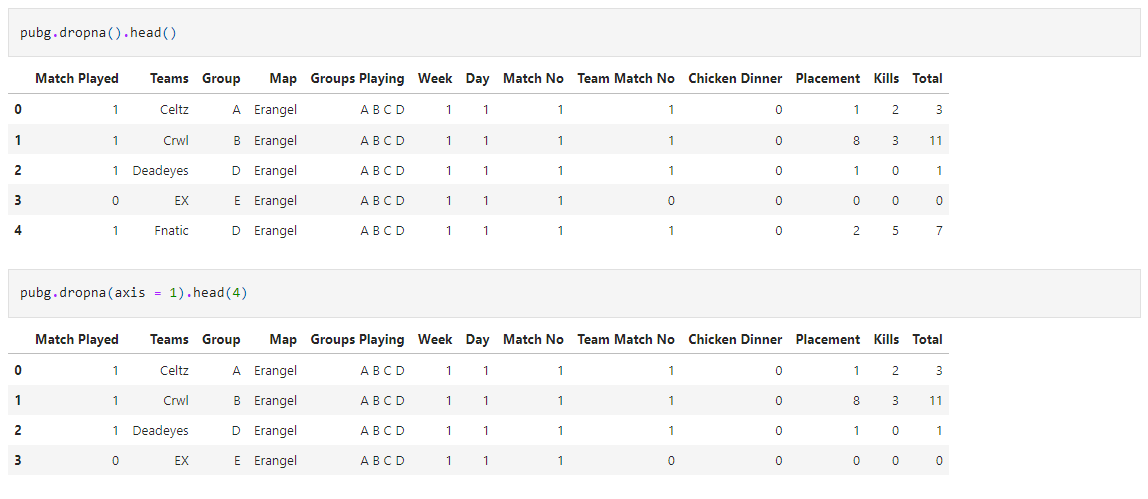 pubg.dropna().head()
Match Played Teams Group Map Groups Playing Week Day Match No Team Match No Chicken Dinner Placement Kills Total
0 1 Celtz A Erangel A B C D 1 1 1 1 0 1 2 3
1 1 Crwl B Erangel A B C D 1 1 1 1 0 8 3 11
2 1 Deadeyes D Erangel A B C D 1 1 1 1 0 1 0 1
3 0 EX E Erangel A B C D 1 1 1 0 0 0 0 0
4 1 Fnatic D Erangel A B C D 1 1 1 1 0 2 5 7
pubg.dropna(axis = 1).head(4)
Match Played Teams Group Map Groups Playing Week Day Match No Team Match No Chicken Dinner Placement Kills Total
0 1 Celtz A Erangel A B C D 1 1 1 1 0 1 2 3
1 1 Crwl B Erangel A B C D 1 1 1 1 0 8 3 11
2 1 Deadeyes D Erangel A B C D 1 1 1 1 0 1 0 1
3 0 EX E Erangel A B C D 1 1 1 0 0 0 0 0